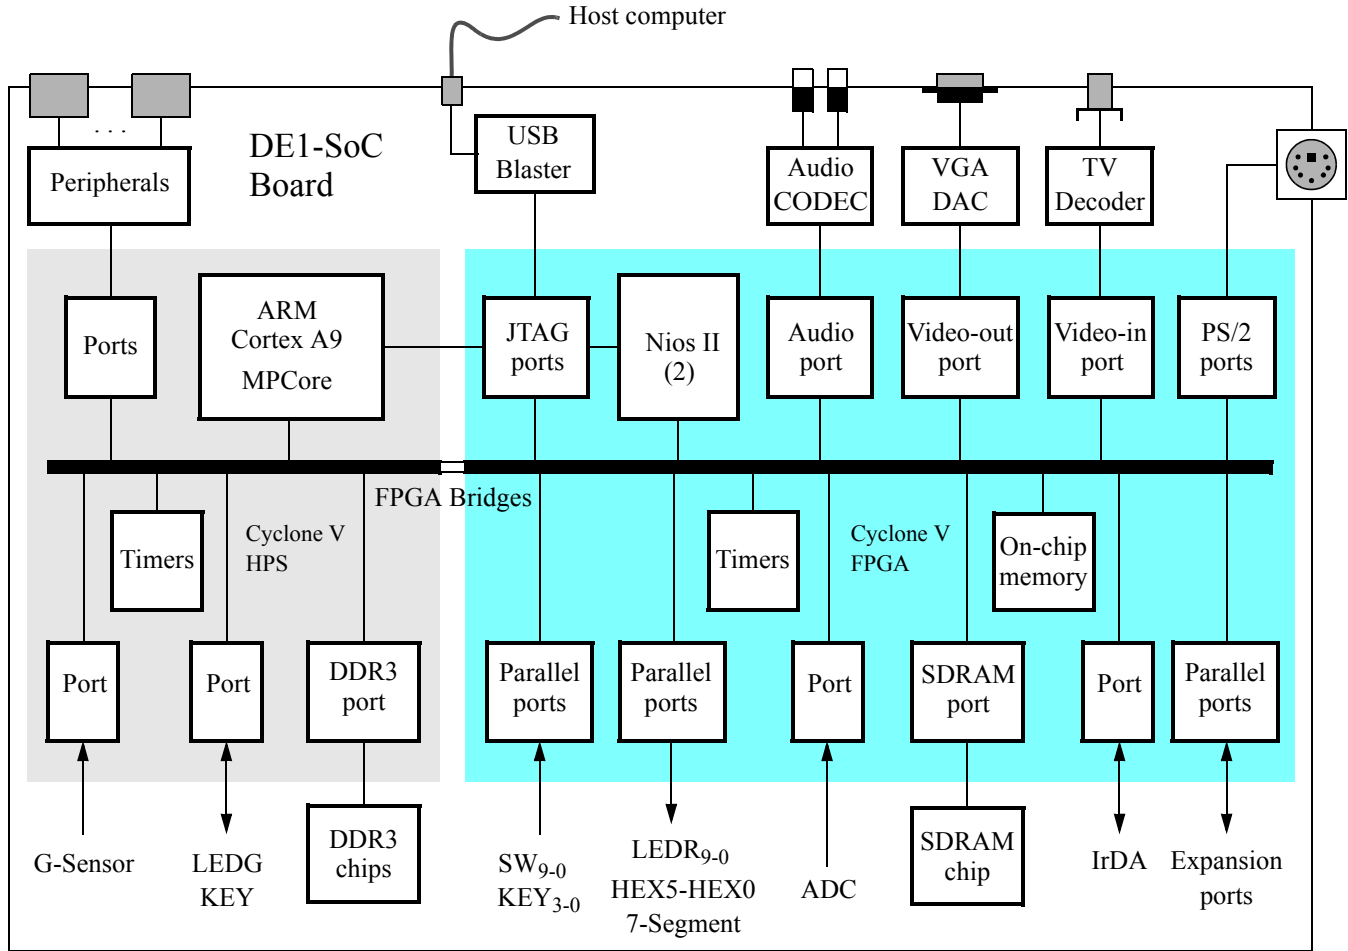 Host computer
DE1-SoC
Board
Peripherals
. . .
USB
Blaster
Audio
CODEC
VGA
DAC
TV
Decoder
Ports
ARM
Cortex A9
MPCore
JTAG
ports
Nios II
(2)
Audio
port
Video-out
port
Video-in
port
PS/2
ports
FPGA Bridges
Timers
Cyclone V
HPS
Timers
Cyclone V
FPGA
On-chip
memory
Port
Port
DDR3
port
Parallel
ports
Parallel
ports
Port
SDRAM
port
Port
Parallel
ports
G-Sensor
LEDG
KEY
DDR3
chips
SW9-0
KEY3-0
LEDR9-0
HEX5-HEX0
7-Segment
ADC
SDRAM
chip
IrDA
Expansion
ports